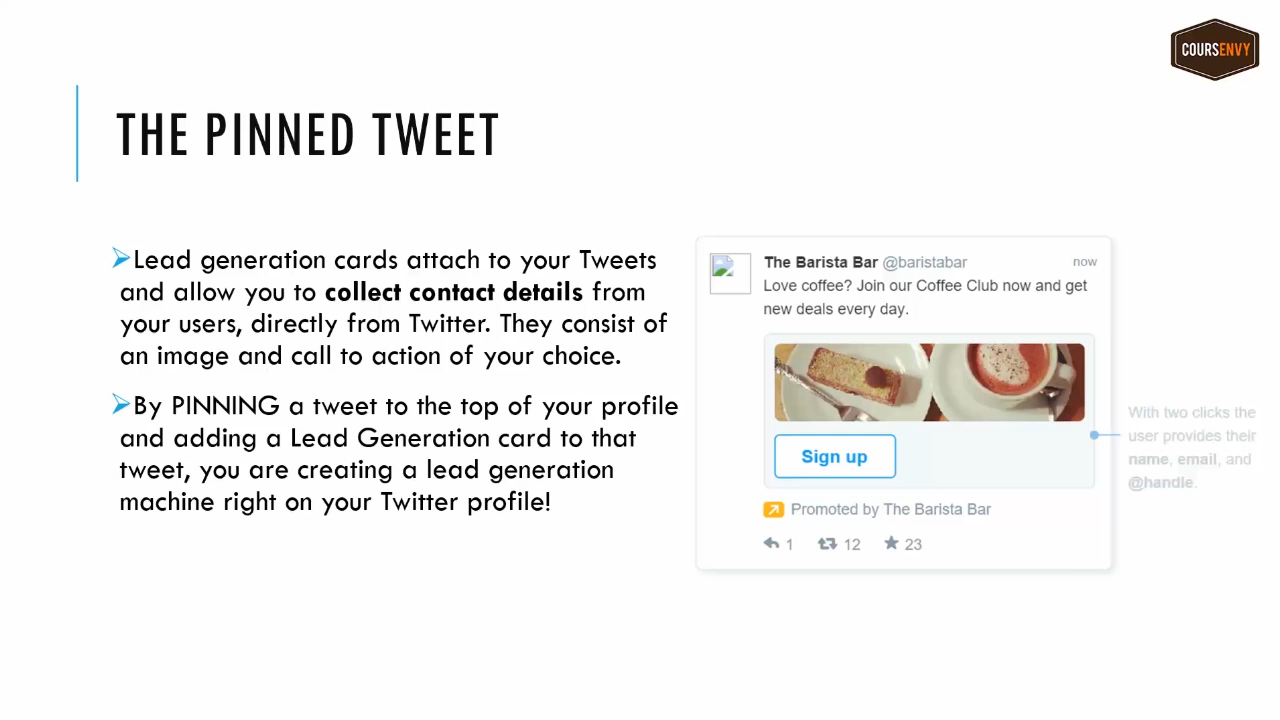 COURSENVY
THE PINNED TWEET
Lead generation cards attach to your Tweets
and allow you to collect contact details from
your users, directly from Twitter. They consist of
an image and call to action of your choice.
By PINNING a tweet to the top of your profile
and adding a Lead Generation card to that
tweet, you are creating a lead generation
machine right on your Twitter profile!
The Barista Bar @baristabar now
Love coffee? Join our Coffee Club now and get
new deals every day.
Sign up
Promoted by The Barista Bar
1 12 23
With two clicks the
user provides their
name, email, and
@handle.